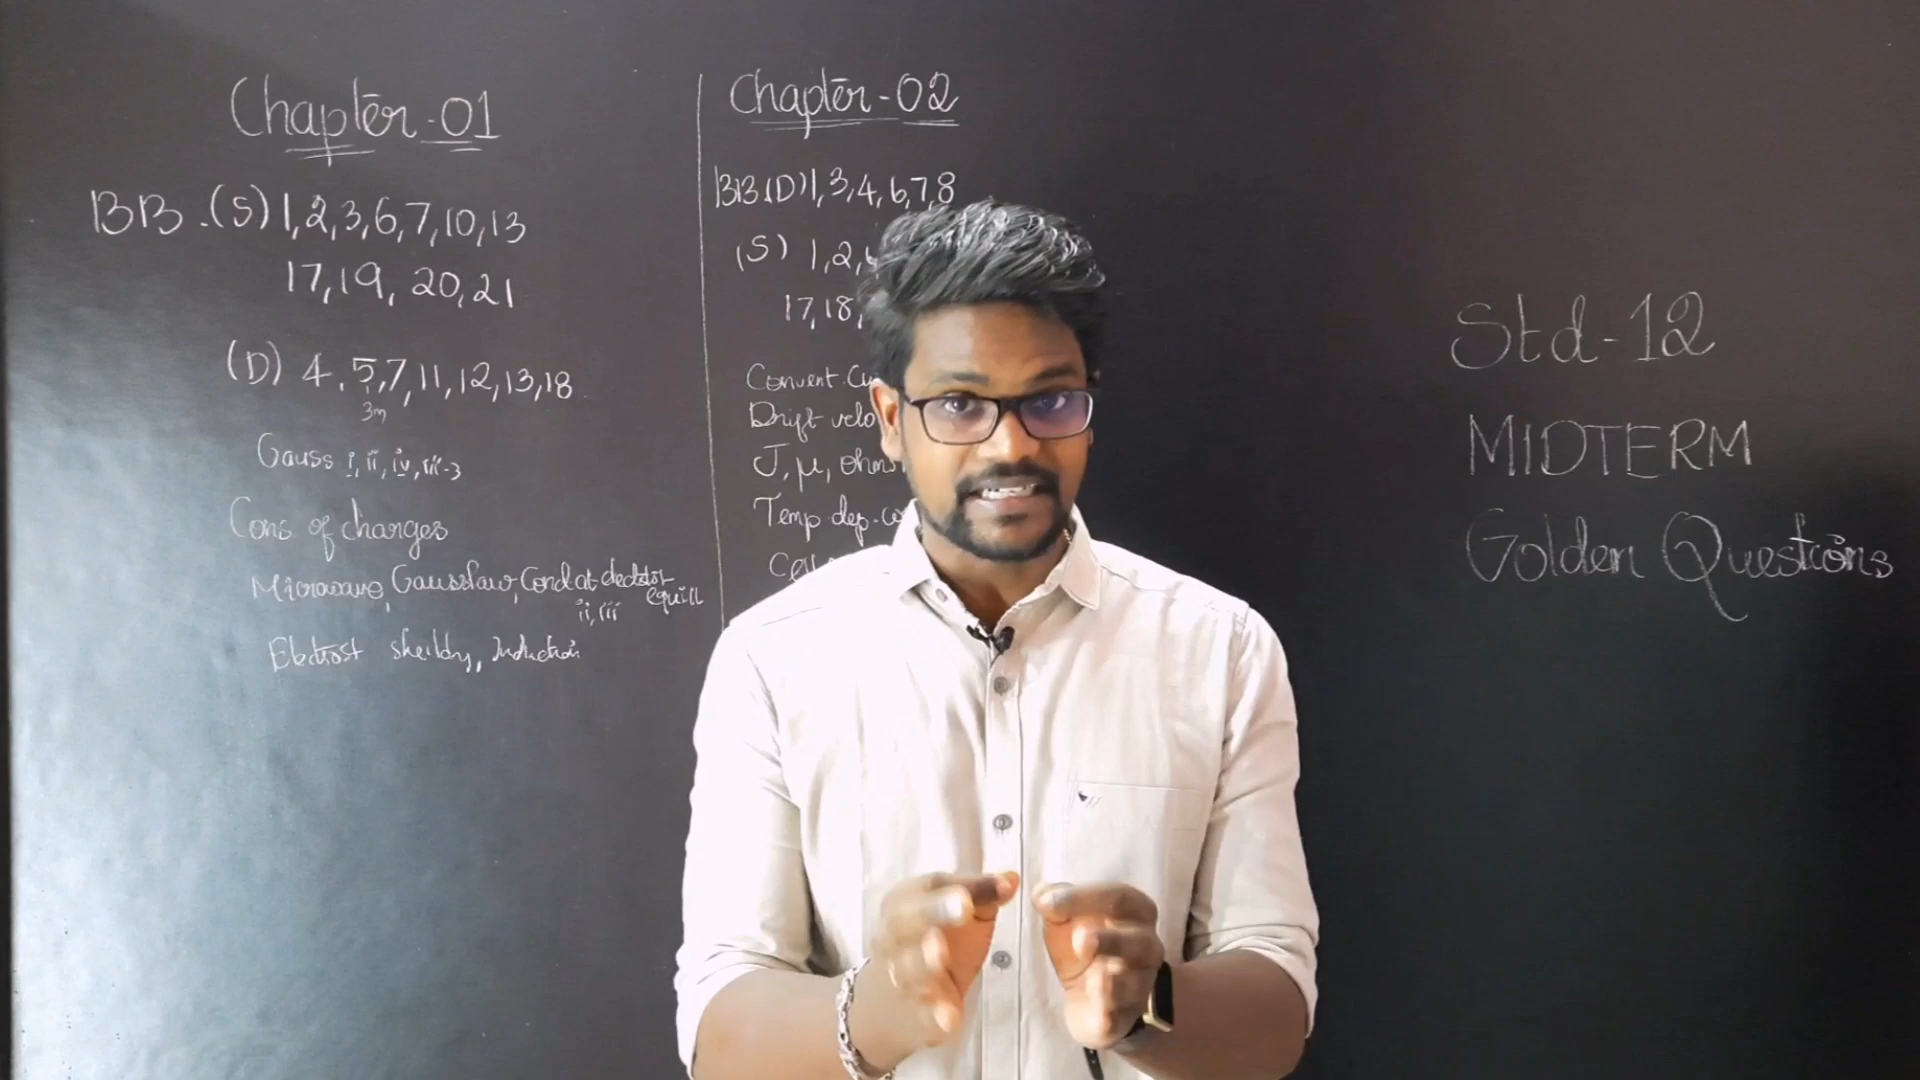 Chapter-01
BB.(S) 1,2,3,6,7,10,13
17,19, 20,21
(D) 4,5,7,11,12,13,18
3m
Gauss i,ii,iv,iii-3
Cons of charges
Microwave, Gausslaw, Cond at
equill
ii,iii
Electrost sheildn, Induction
Chapter-02
BB.(D) 1,3,4,6,7,8
(S) 1,2,
17,18,
Convent.Cu
Drift velo
J, μ, ohms
Temp.dep.co
Std-12
MIDTERM
Golden Questions